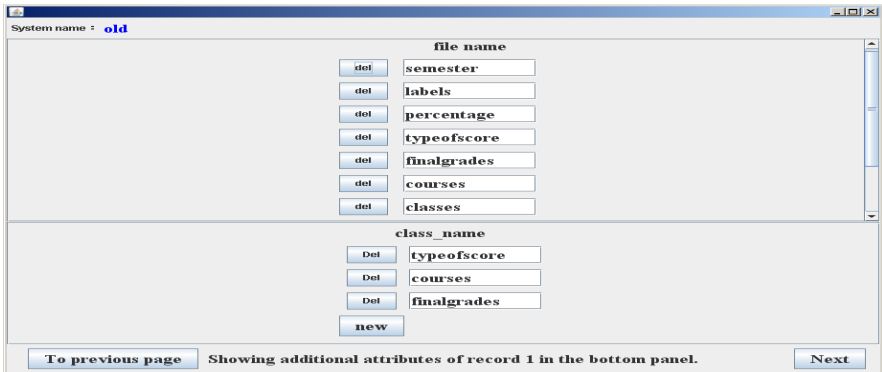 System name : old
file name
del semester
del labels
del percentage
del typeofscore
del finalgrades
del courses
del classes
class_name
Del typeofscore
Del courses
Del finalgrades
new
To previous page Showing additional attributes of record 1 in the bottom panel. Next